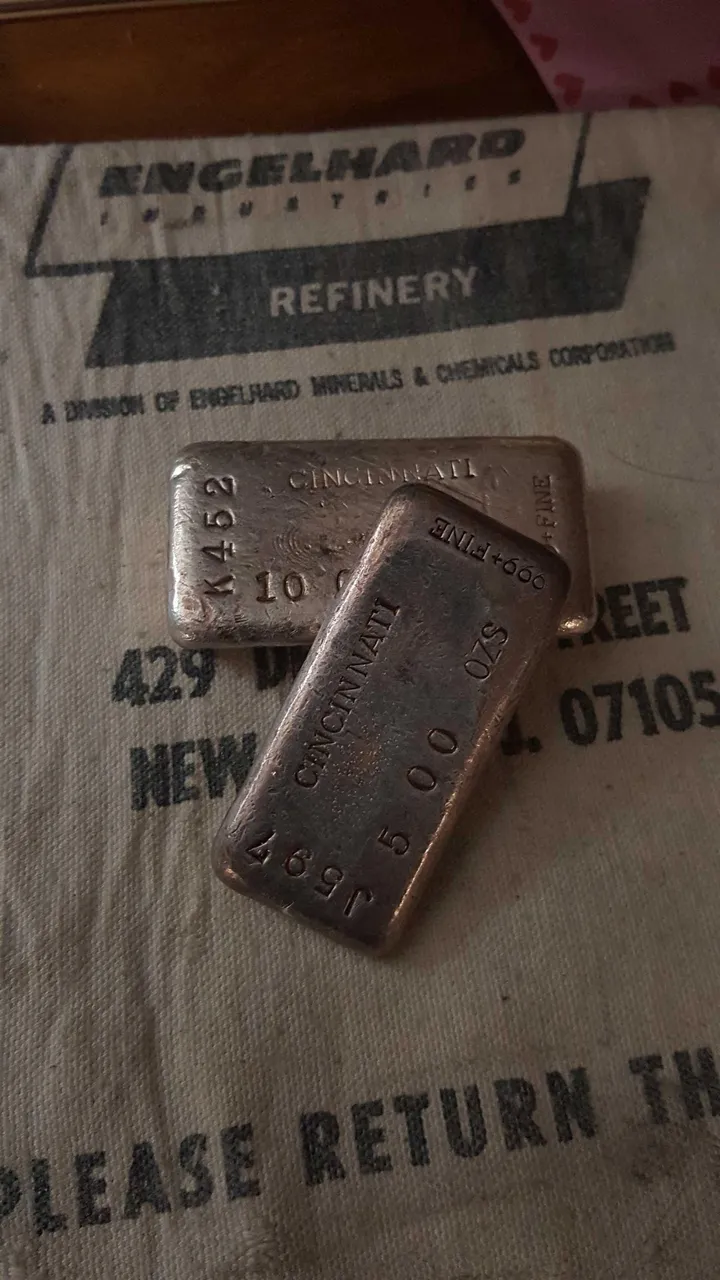 ENGELHARD
INDUSTRIES
REFINERY
A DIVISION OF ENGELHARD MINERALS & CHEMICALS CORPORATION
CINCINNATI
K452
10
+FINE
999+FINE
CINCINNATI
5 00 OZS
J597
429
REET
NEW J. 07105
PLEASE RETURN TH